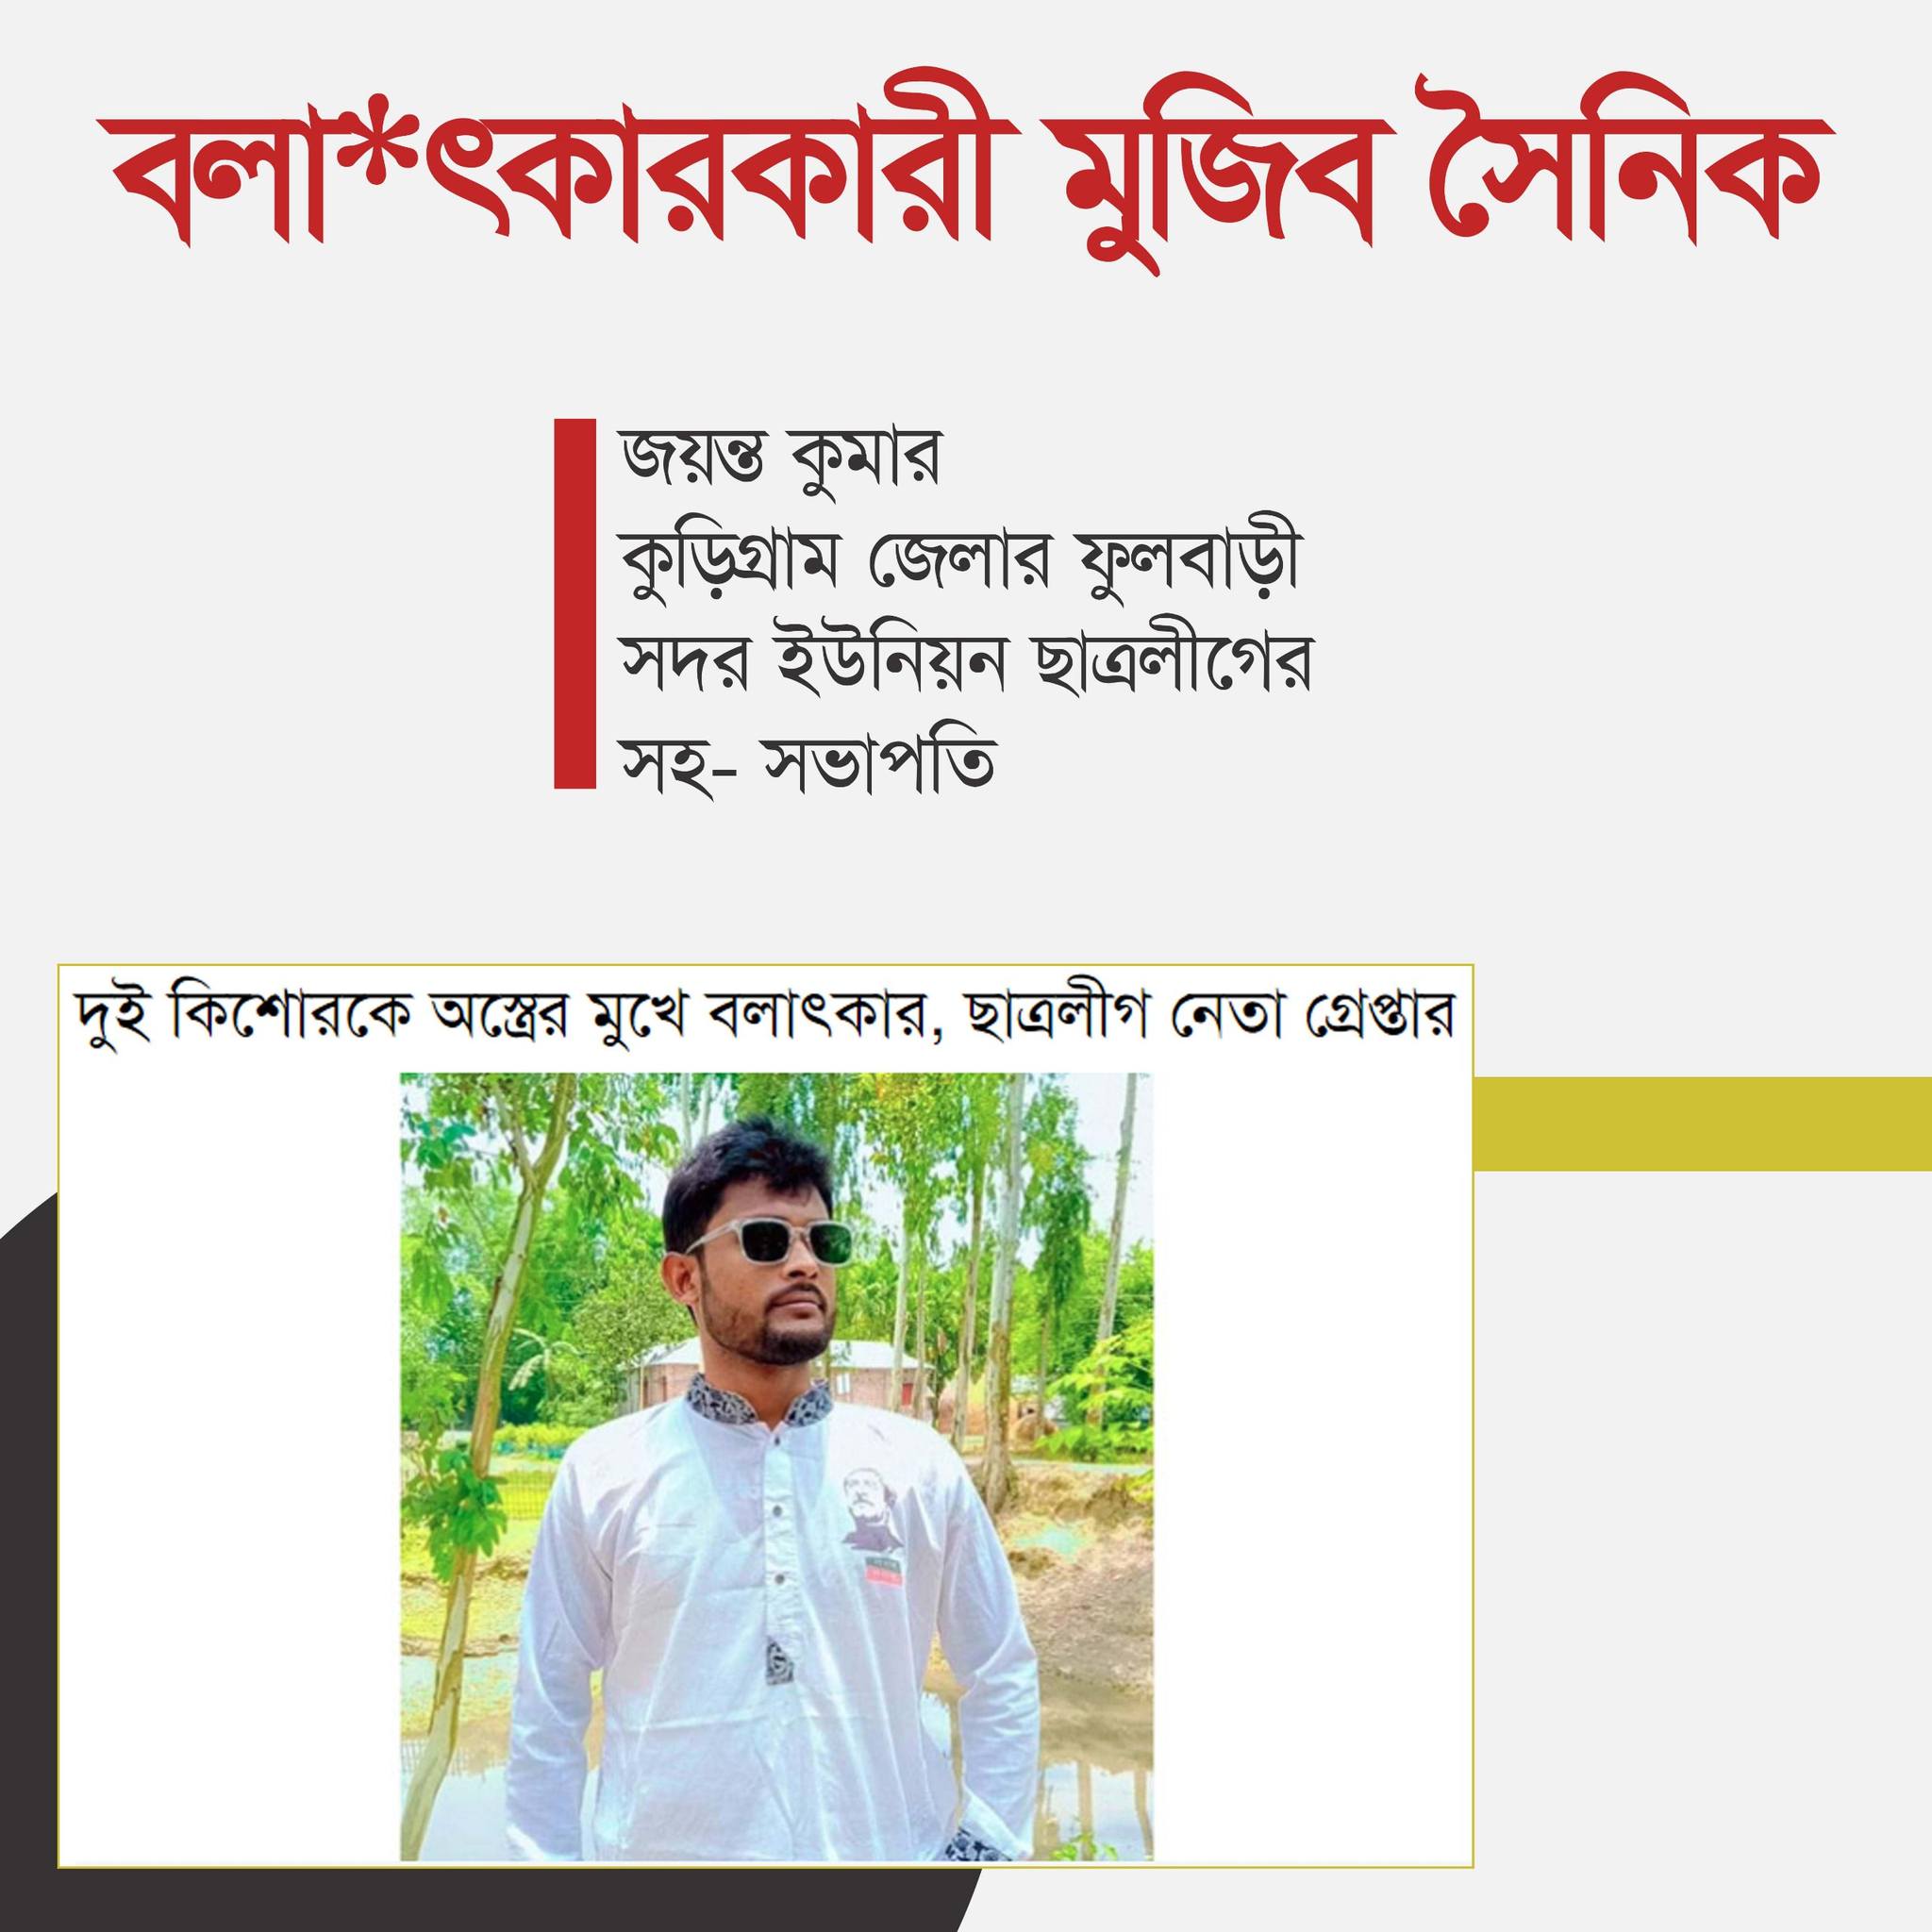 বলা*ৎকারকারী মুজিব সৈনিক
জয়ন্ত কুমার
কুড়িগ্রাম জেলার ফুলবাড়ী
সদর ইউনিয়ন ছাত্রলীগের
সহ- সভাপতি
দুই কিশোরকে অস্ত্রের মুখে বলাৎকার, ছাত্রলীগ নেতা গ্রেপ্তার